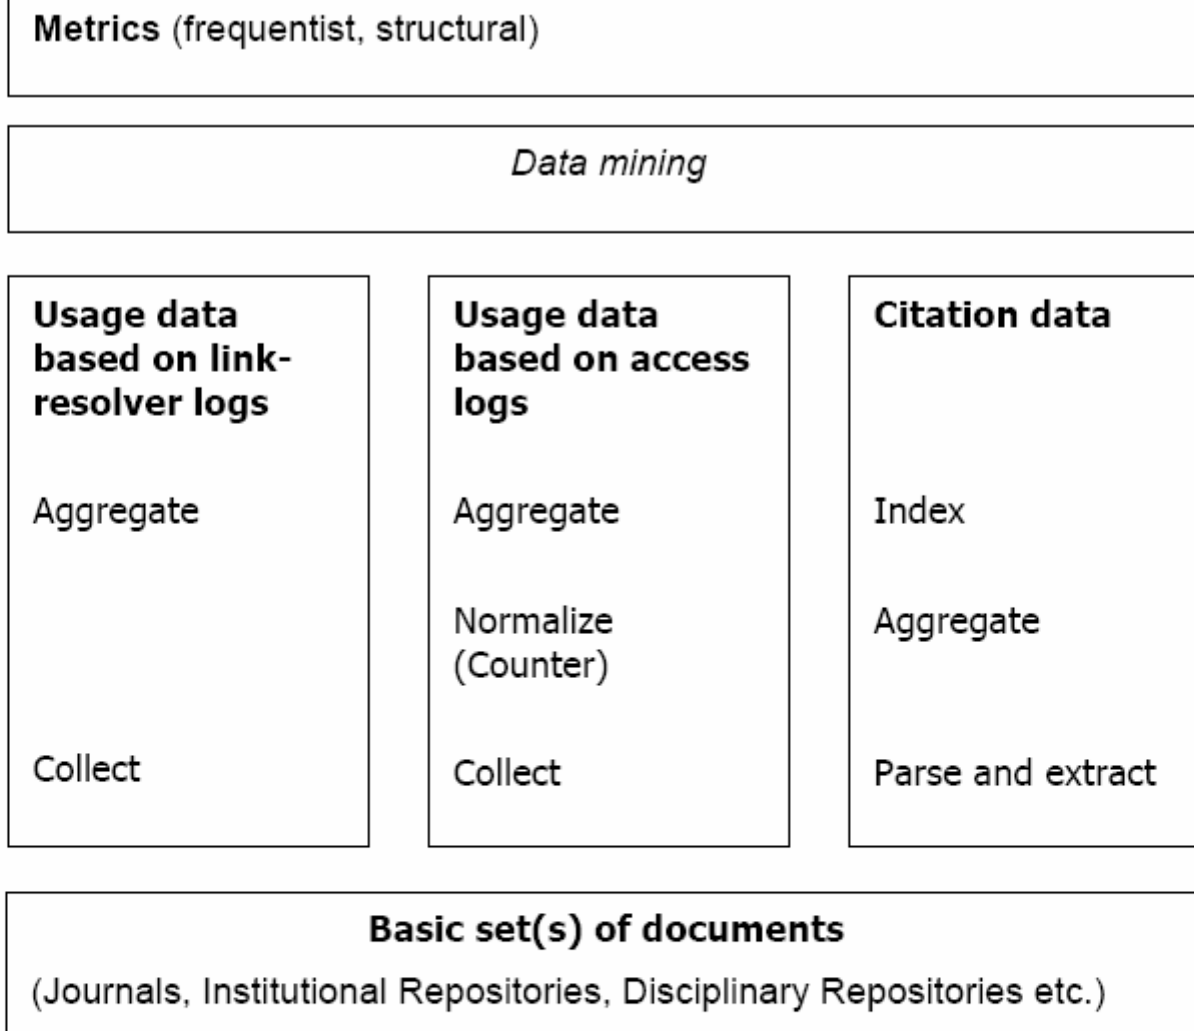 Metrics (frequentist, structural)
Data mining
Usage data
based on link-
resolver logs
Aggregate
Collect
Usage data
based on access
logs
Aggregate
Normalize
(Counter)
Collect
Citation data
Index
Aggregate
Parse and extract
Basic set(s) of documents
(Journals, Institutional Repositories, Disciplinary Repositories etc.)